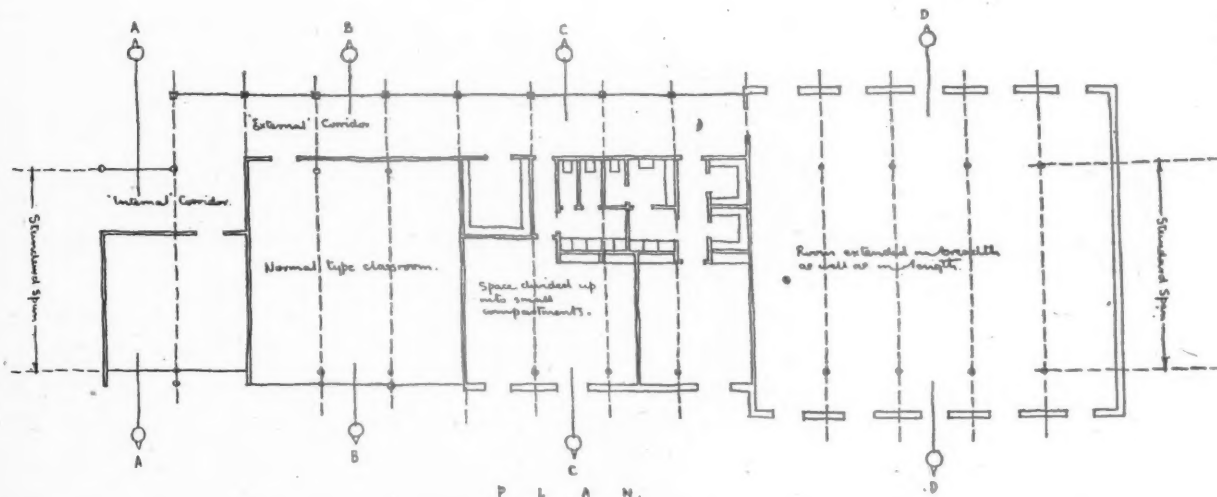 A B C D
"External" Corridor
"Internal" Corridor.
Standard Span
Normal type classroom.
Space divided up
into small
compartments.
Rooms extended in breadth
as well as in length.
Standard Span.
A B C D
P L A N.